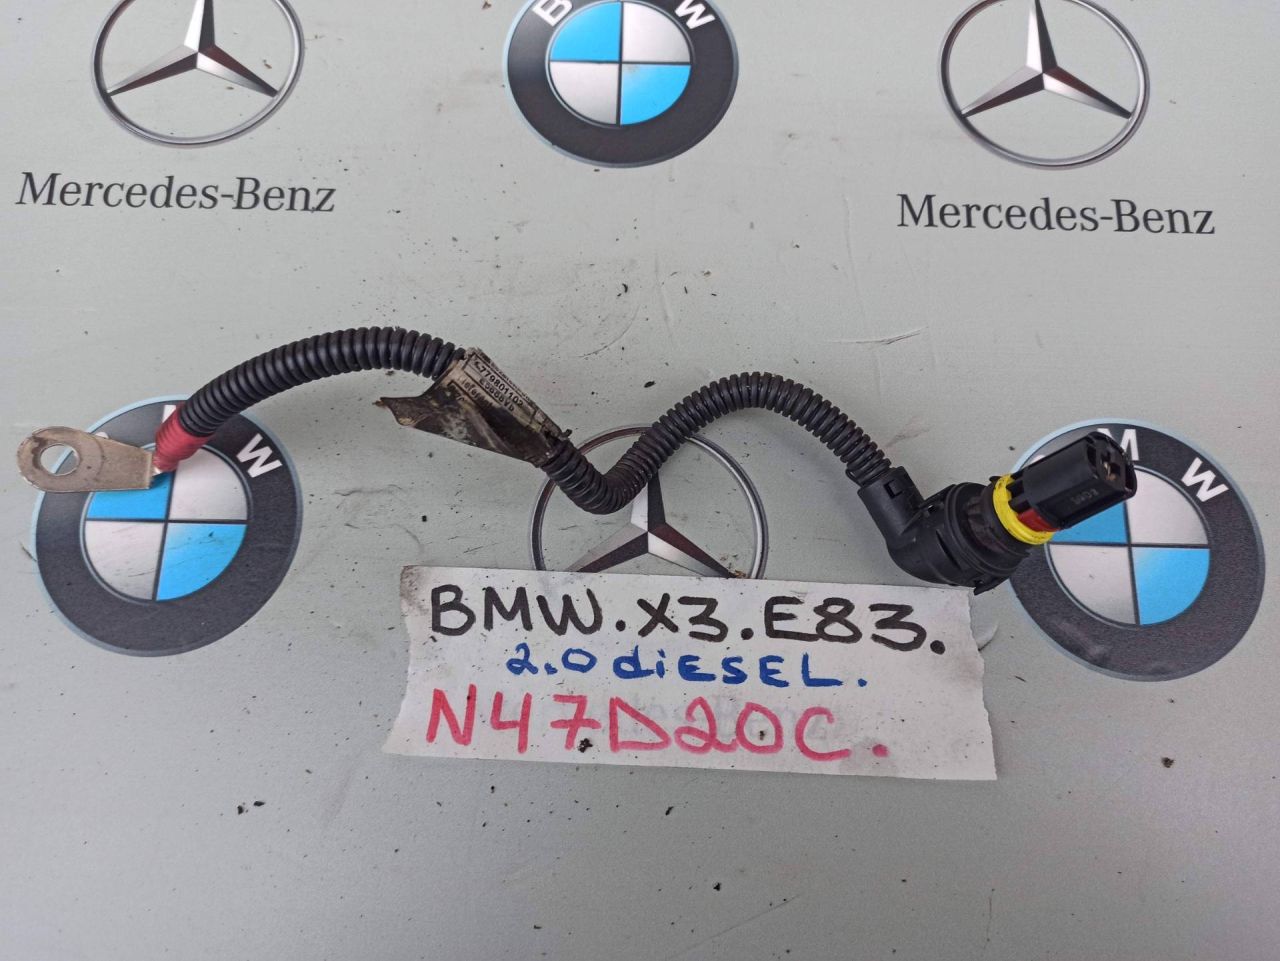 B W
Mercedes-Benz
Mercedes-Benz
W
M W
BMW.X3.E83.
2.0 diESEL.
N47D20C.